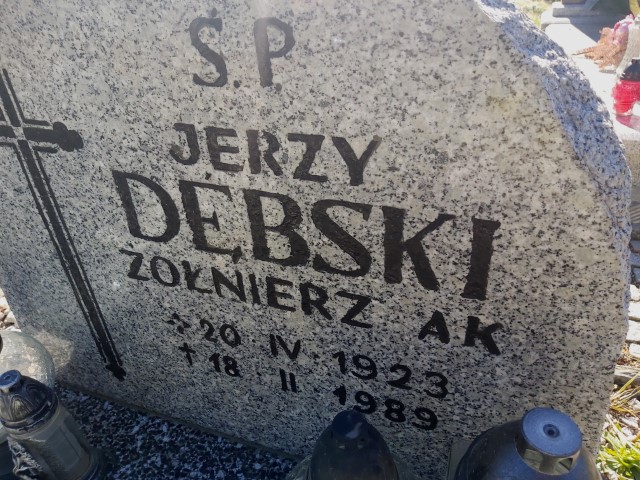 Ś.P.
JERZY
DĘBSKI
ŻOŁNIERZ AK
* 20 · IV · 1923
† 18 · II · 1989